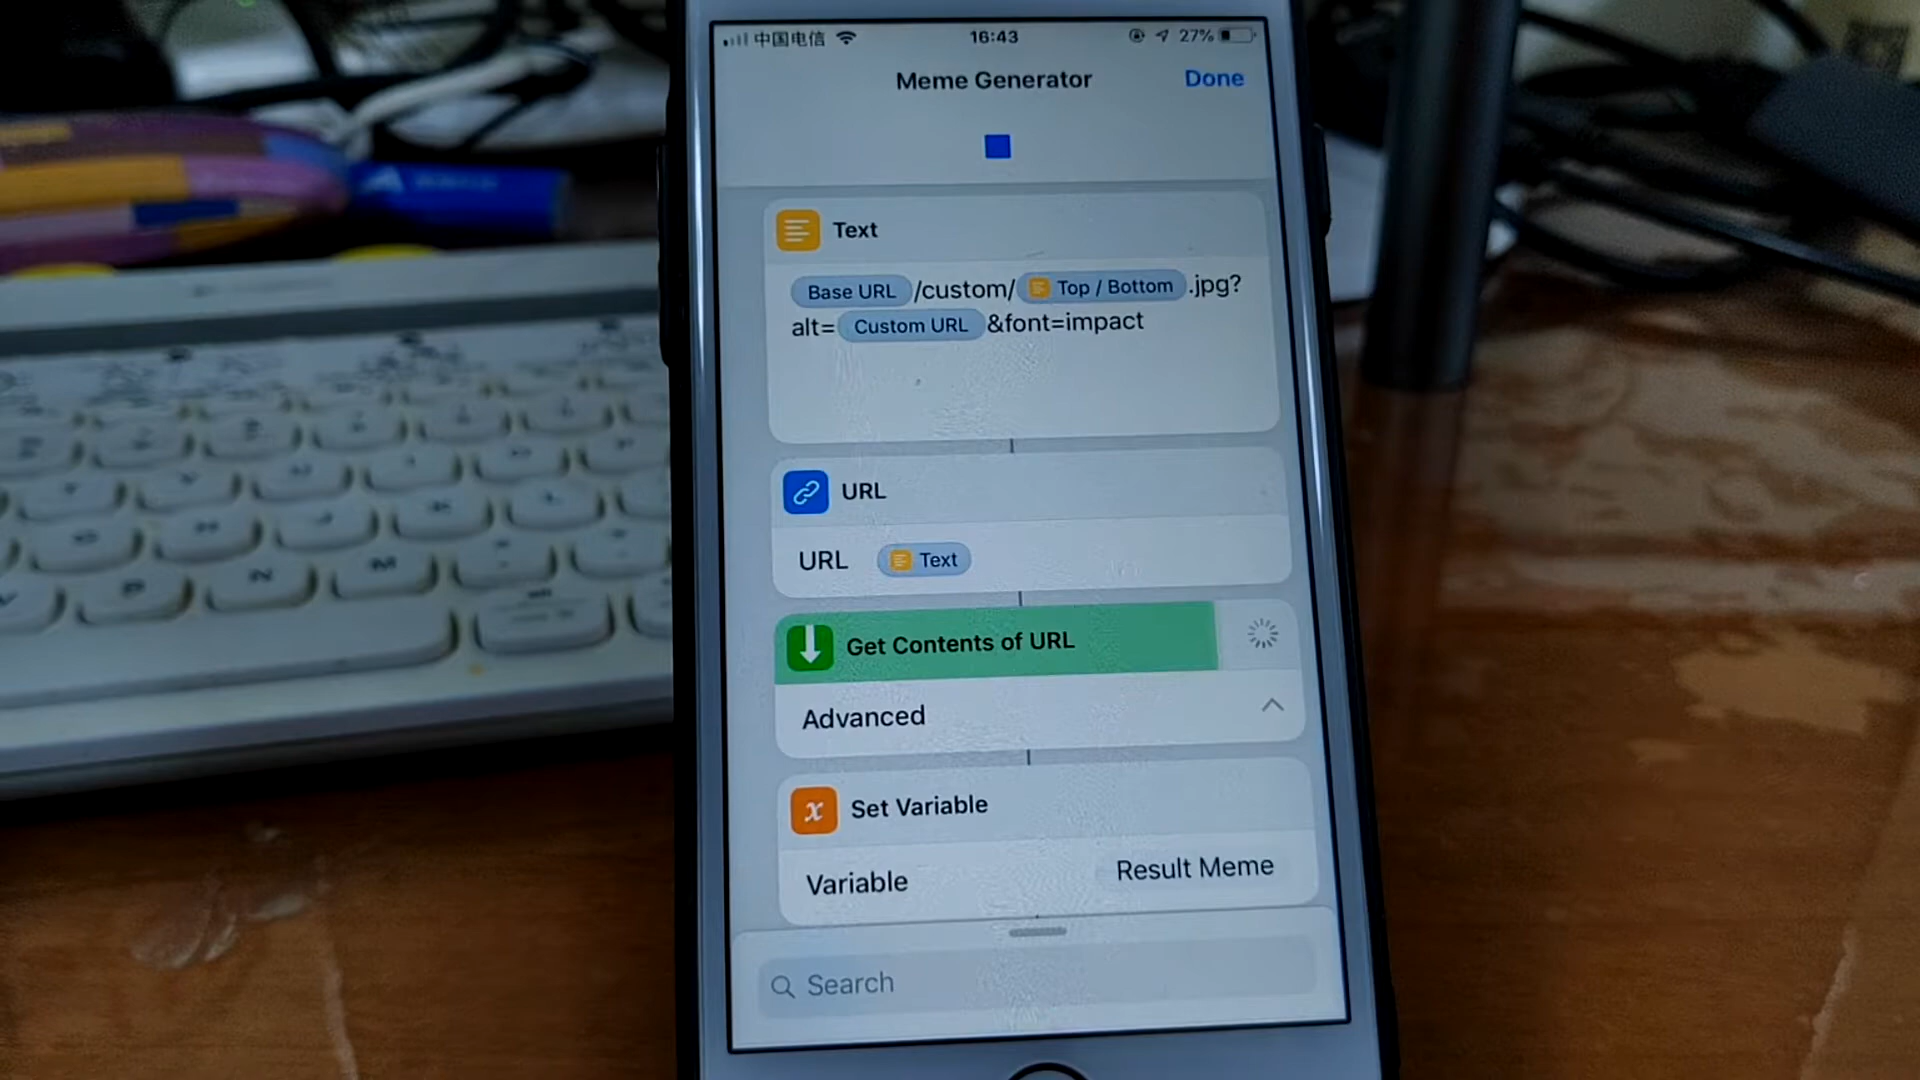 中国电信 16:43 27%
Meme Generator Done
Text
Base URL /custom/ Top / Bottom .jpg?
alt= Custom URL &font=impact
URL
URL Text
Get Contents of URL
Advanced
x Set Variable
Variable Result Meme
Search
N M